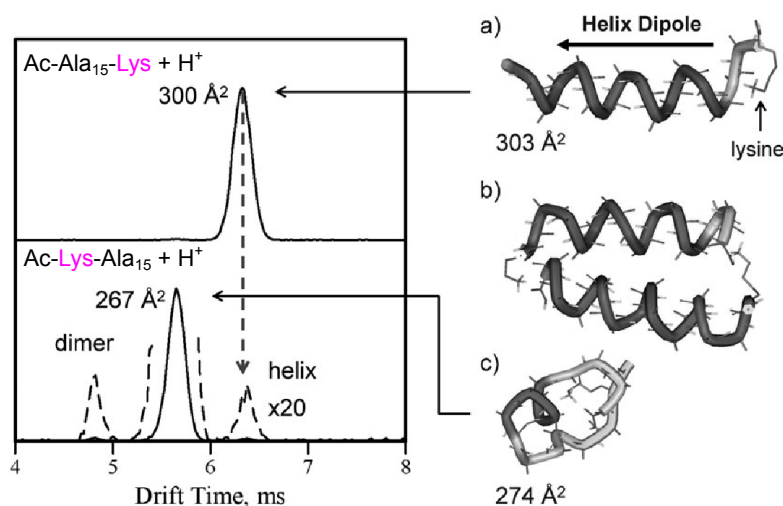 Ac-Ala₁₅-Lys + H⁺
300 Å²
Ac-Lys-Ala₁₅ + H⁺
267 Å²
dimer
helix
x20
4 5 6 7 8
Drift Time, ms
a)
Helix Dipole
303 Å²
lysine
b)
c)
274 Å²